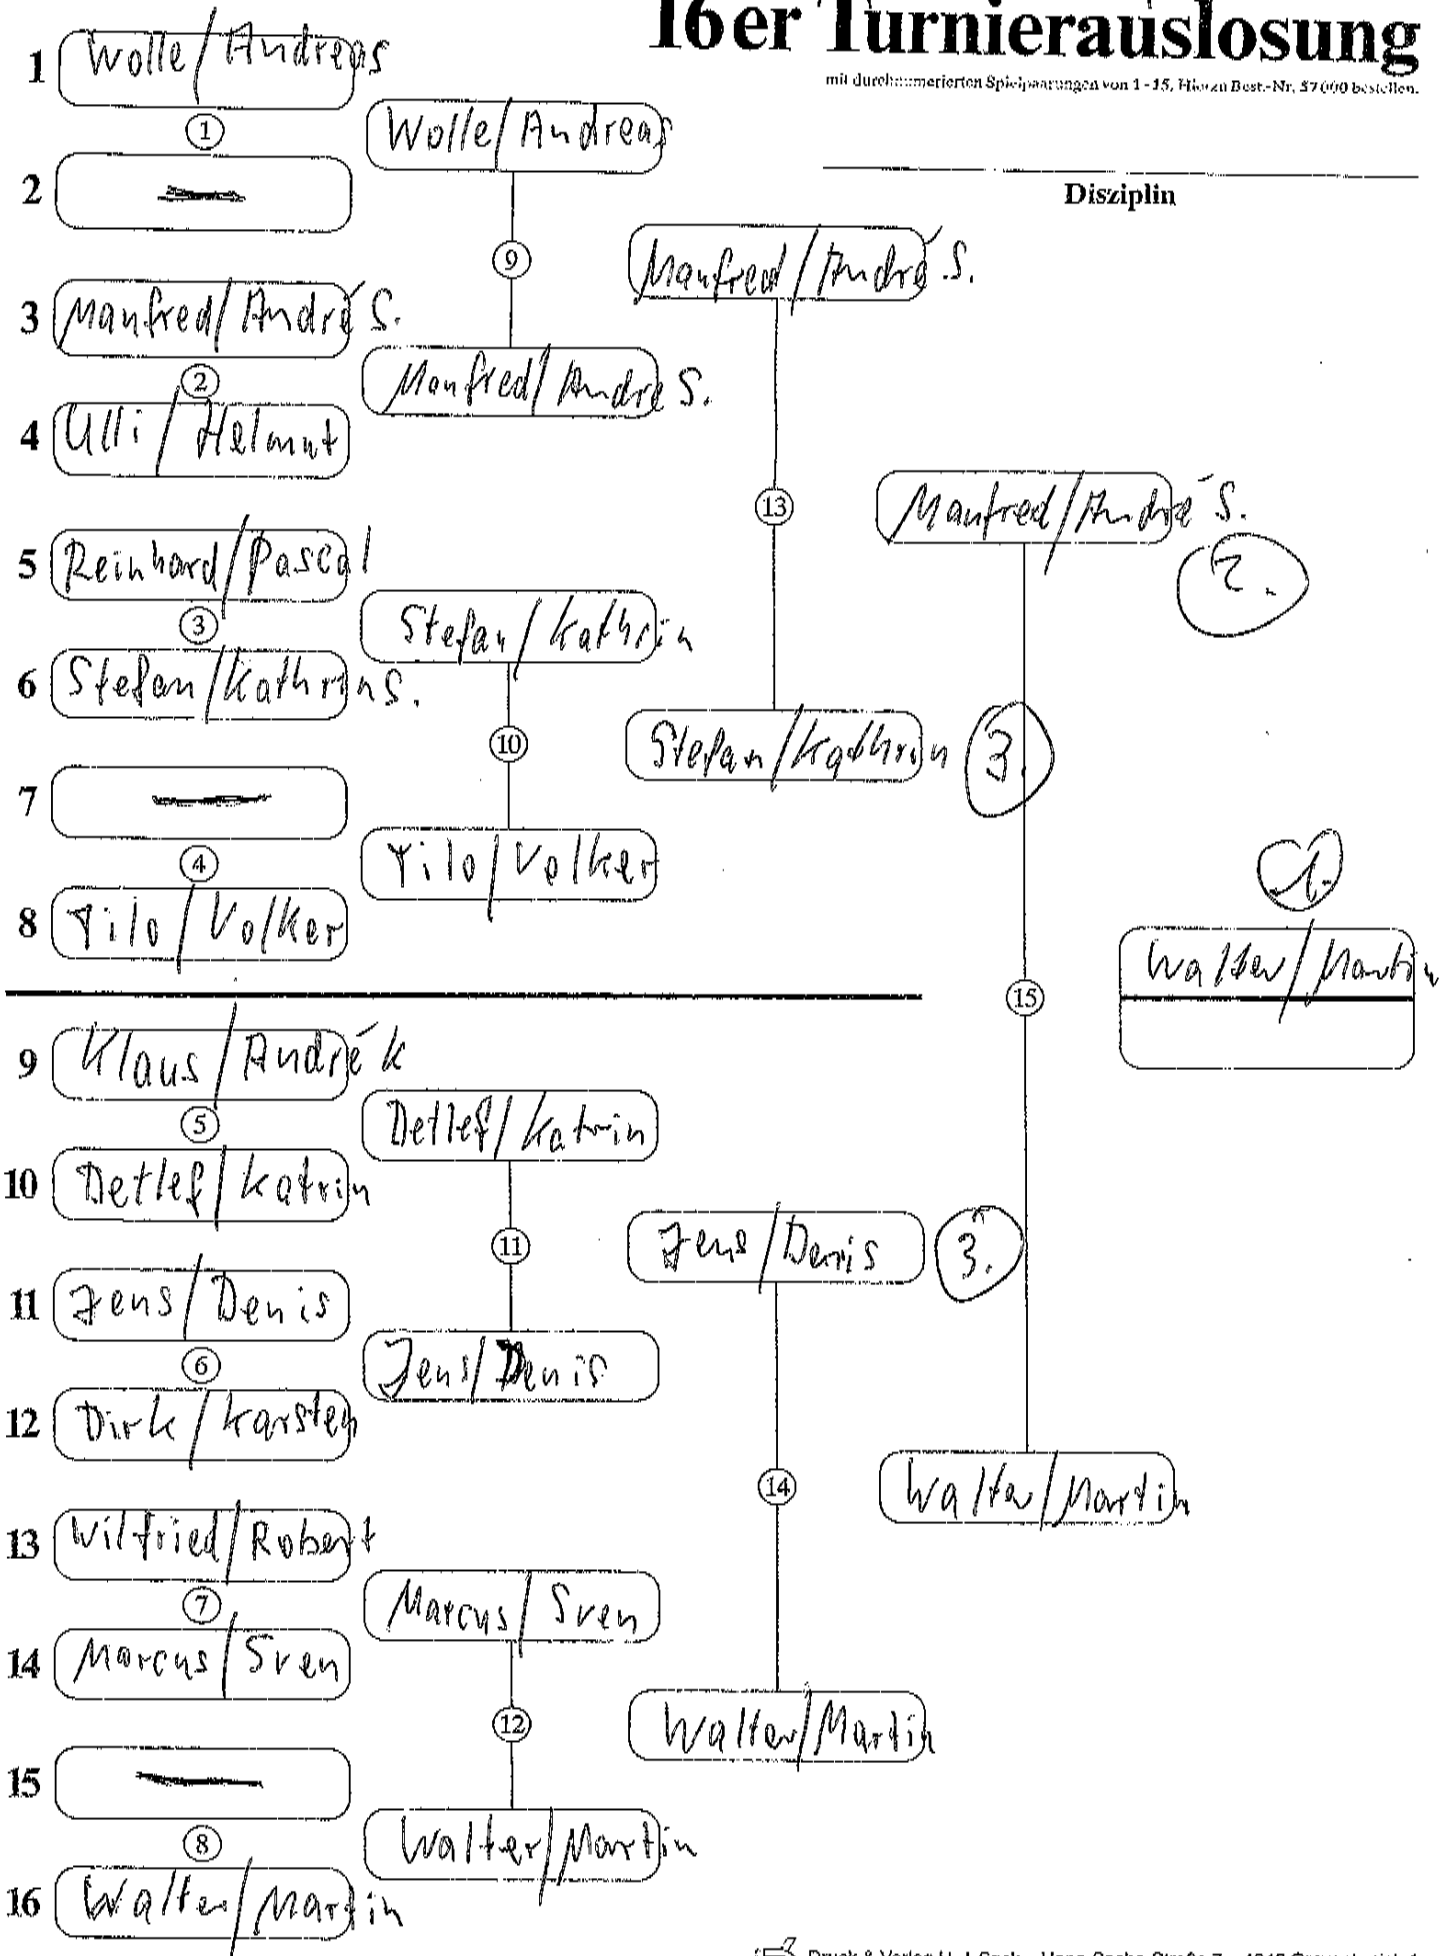 16er Turnierauslosung
mit durchnumerierten Spielpaarungen von 1-15, Hierzu Best.-Nr. 57000 bestellen.
Disziplin
1 Wolle/Andreas
1
Wolle/Andreas
2
9
Manfred/André S.
3 Manfred/André S.
2
Manfred/André S.
4 Ulli/Helmut
13
Manfred/André S.
2.
5 Reinhard/Pascal
3
Stefan/Kathrin
6 Stefan/Kathrin S.
10
Stefan/Kathrin 3.
7
4
Tilo/Volker
8 Tilo/Volker
1.
Walter/Martin
15
9 Klaus/André K
5
Detlef/Katrin
10 Detlef/Katrin
11
Jens/Denis 3.
11 Jens/Denis
6
Jens/Denis
12 Dirk/Karsten
14
Walter/Martin
13 Wilfried/Robert
7
Marcus/Sven
14 Marcus/Sven
12
Walter/Martin
15
8
Walter/Martin
16 Walter/Martin